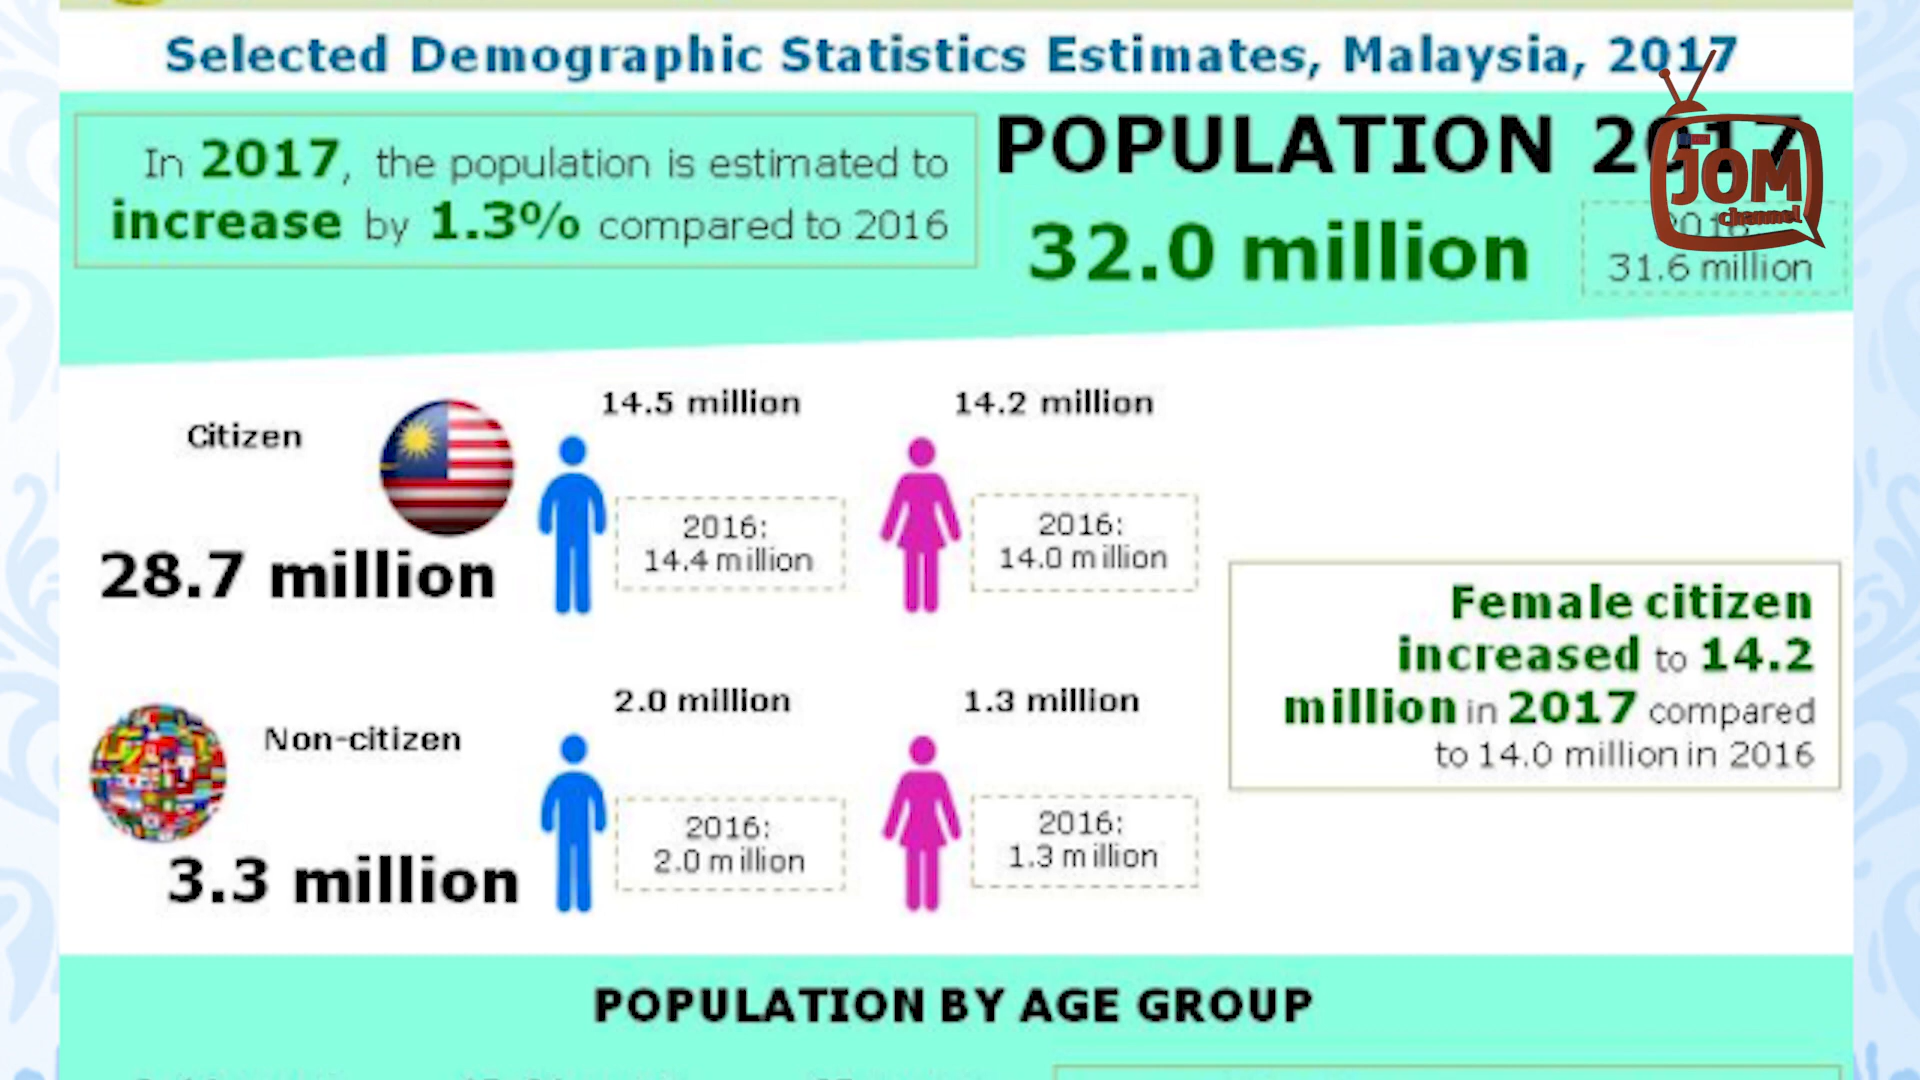 Selected Demographic Statistics Estimates, Malaysia, 2017
In 2017, the population is estimated to
increase by 1.3% compared to 2016
POPULATION 2017
32.0 million
2016:
31.6 million
JOM
channel
Citizen
28.7 million
14.5 million
2016:
14.4 million
14.2 million
2016:
14.0 million
Female citizen
increased to 14.2
million in 2017 compared
to 14.0 million in 2016
Non-citizen
3.3 million
2.0 million
2016:
2.0 million
1.3 million
2016:
1.3 million
POPULATION BY AGE GROUP